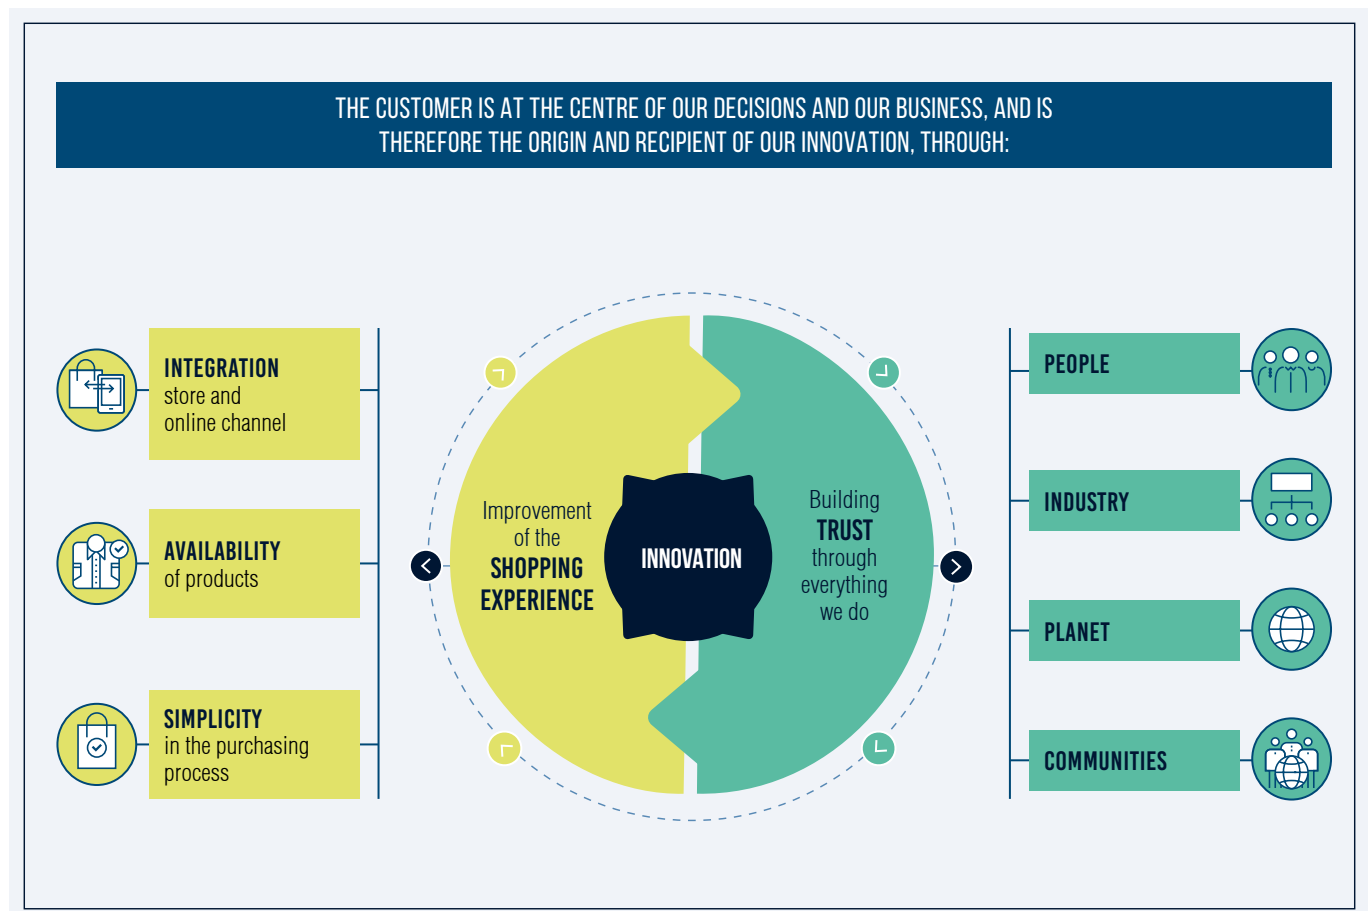 THE CUSTOMER IS AT THE CENTRE OF OUR DECISIONS AND OUR BUSINESS, AND IS
THEREFORE THE ORIGIN AND RECIPIENT OF OUR INNOVATION, THROUGH:
INTEGRATION
store and
online channel
AVAILABILITY
of products
SIMPLICITY
in the purchasing
process
Improvement
of the
SHOPPING
EXPERIENCE
INNOVATION
Building
TRUST
through
everything
we do
PEOPLE
INDUSTRY
PLANET
COMMUNITIES